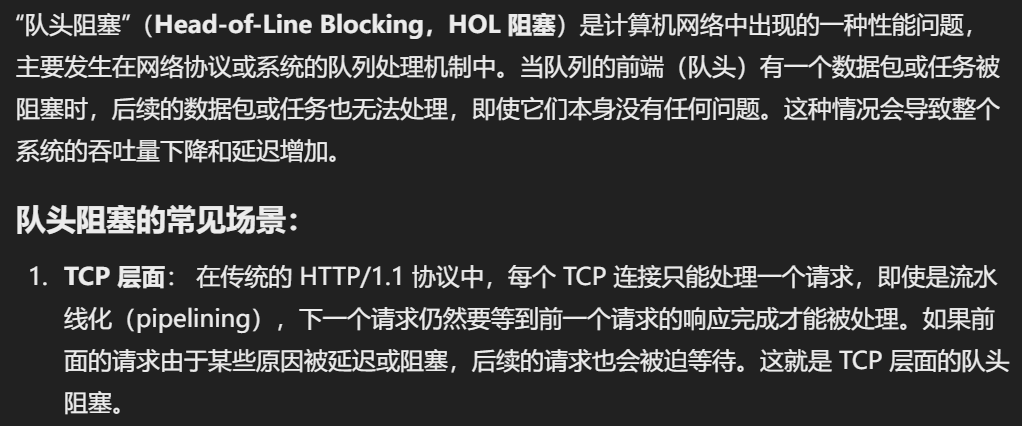 “队头阻塞”（Head-of-Line Blocking，HOL 阻塞）是计算机网络中出现的一种性能问题，
主要发生在网络协议或系统的队列处理机制中。当队列的前端（队头）有一个数据包或任务被
阻塞时，后续的数据包或任务也无法处理，即使它们本身没有任何问题。这种情况会导致整个
系统的吞吐量下降和延迟增加。
队头阻塞的常见场景：
1. TCP 层面： 在传统的 HTTP/1.1 协议中，每个 TCP 连接只能处理一个请求，即使是流水
线化（pipelining），下一个请求仍然要等到前一个请求的响应完成才能被处理。如果前
面的请求由于某些原因被延迟或阻塞，后续的请求也会被迫等待。这就是 TCP 层面的队头
阻塞。